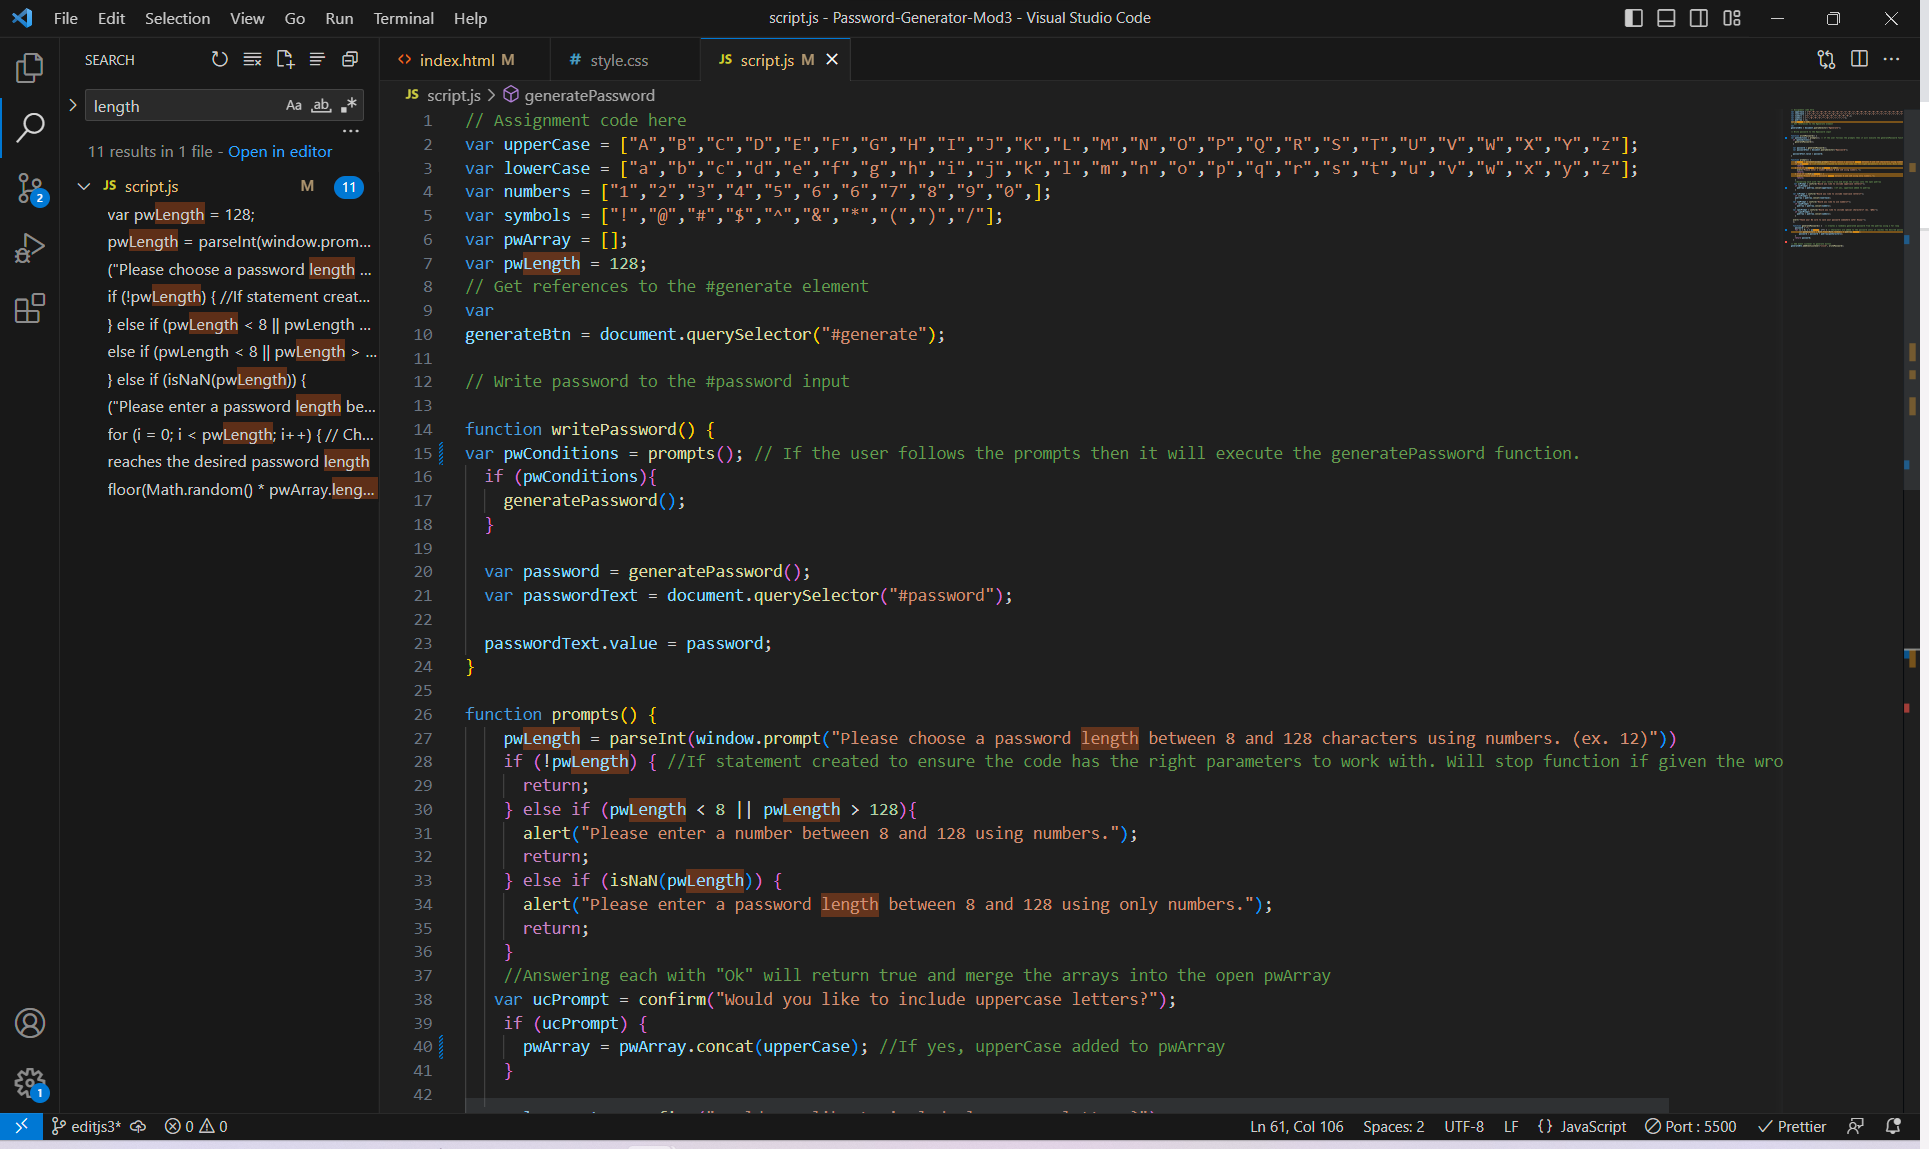 File Edit Selection View Go Run Terminal Help
script.js - Password-Generator-Mod3 - Visual Studio Code
SEARCH
length
Aa ab .*
11 results in 1 file - Open in editor
JS script.js M 11
var pwLength = 128;
pwLength = parseInt(window.prom...
("Please choose a password length ...
if (!pwLength) { //If statement creat...
} else if (pwLength < 8 || pwLength ...
else if (pwLength < 8 || pwLength > ...
} else if (isNaN(pwLength)) {
("Please enter a password length be...
for (i = 0; i < pwLength; i++) { // Ch...
reaches the desired password length
floor(Math.random() * pwArray.leng...
2
1
<> index.html M
# style.css
JS script.js M
JS script.js > generatePassword
1 // Assignment code here
2 var upperCase = ["A","B","C","D","E","F","G","H","I","J","K","L","M","N","O","P","Q","R","S","T","U","V","W","X","Y","z"];
3 var lowerCase = ["a","b","c","d","e","f","g","h","i","j","k","l","m","n","o","p","q","r","s","t","u","v","w","x","y","z"];
4 var numbers = ["1","2","3","4","5","6","6","7","8","9","0",];
5 var symbols = ["!","@","#","$","^","&","*","(",")","/"];
6 var pwArray = [];
7 var pwLength = 128;
8 // Get references to the #generate element
9 var
10 generateBtn = document.querySelector("#generate");
11
12 // Write password to the #password input
13
14 function writePassword() {
15 var pwConditions = prompts(); // If the user follows the prompts then it will execute the generatePassword function.
16 if (pwConditions){
17 generatePassword();
18 }
19
20 var password = generatePassword();
21 var passwordText = document.querySelector("#password");
22
23 passwordText.value = password;
24 }
25
26 function prompts() {
27 pwLength = parseInt(window.prompt("Please choose a password length between 8 and 128 characters using numbers. (ex. 12)"))
28 if (!pwLength) { //If statement created to ensure the code has the right parameters to work with. Will stop function if given the wro
29 return;
30 } else if (pwLength < 8 || pwLength > 128){
31 alert("Please enter a number between 8 and 128 using numbers.");
32 return;
33 } else if (isNaN(pwLength)) {
34 alert("Please enter a password length between 8 and 128 using only numbers.");
35 return;
36 }
37 //Answering each with "Ok" will return true and merge the arrays into the open pwArray
38 var ucPrompt = confirm("Would you like to include uppercase letters?");
39 if (ucPrompt) {
40 pwArray = pwArray.concat(upperCase); //If yes, upperCase added to pwArray
41 }
42
editjs3* 0 0
Ln 61, Col 106 Spaces: 2 UTF-8 LF {} JavaScript Port : 5500 Prettier